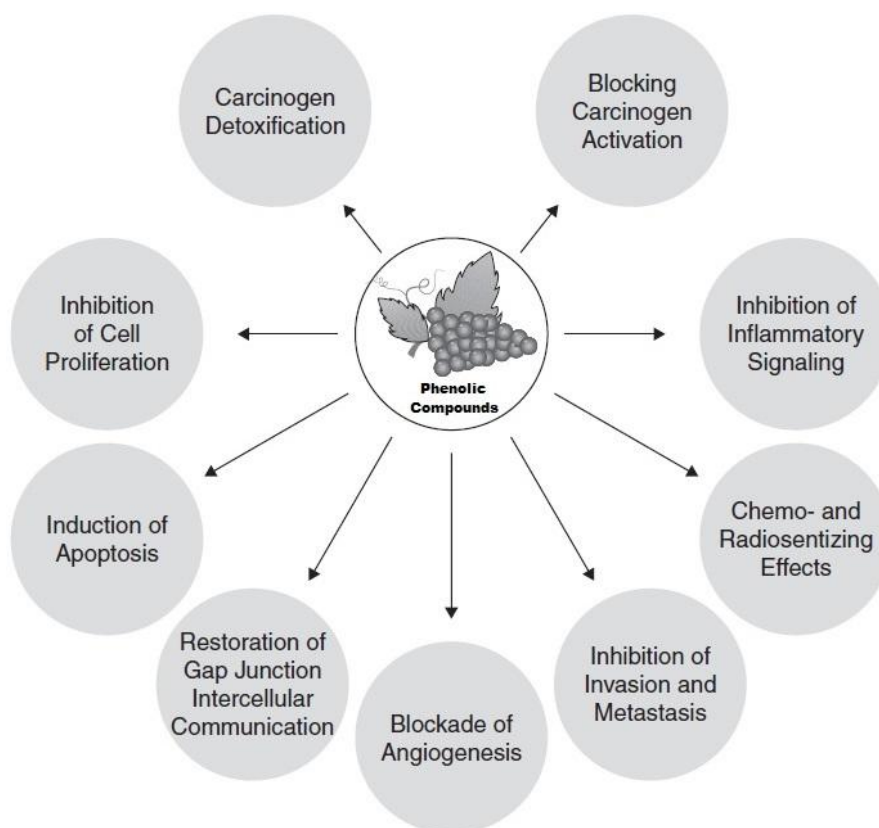 Carcinogen
Detoxification
Blocking
Carcinogen
Activation
Inhibition
of Cell
Proliferation
Phenolic
Compounds
Inhibition of
Inflammatory
Signaling
Induction of
Apoptosis
Chemo- and
Radiosentizing
Effects
Restoration of
Gap Junction
Intercellular
Communication
Blockade of
Angiogenesis
Inhibition of
Invasion and
Metastasis